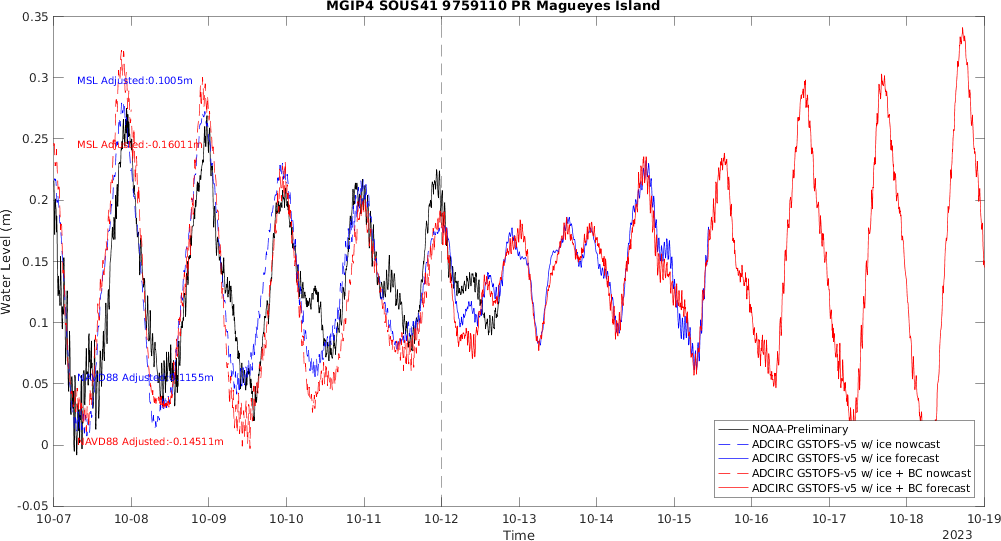 MGIP4 SOUS41 9759110 PR Magueyes Island
0.35
0.3
0.25
0.2
0.15
0.1
0.05
0
-0.05
Water Level (m)
MSL Adjusted:0.1005m
MSL Adjusted:-0.16011m
Adjusted: 1155m
NAVD88 Adjusted:-0.14511m
NOAA-Preliminary
ADCIRC GSTOFS-v5 w/ ice nowcast
ADCIRC GSTOFS-v5 w/ ice forecast
ADCIRC GSTOFS-v5 w/ ice + BC nowcast
ADCIRC GSTOFS-v5 w/ ice + BC forecast
10-07 10-08 10-09 10-10 10-11 10-12 10-13 10-14 10-15 10-16 10-17 10-18 10-19
Time
2023